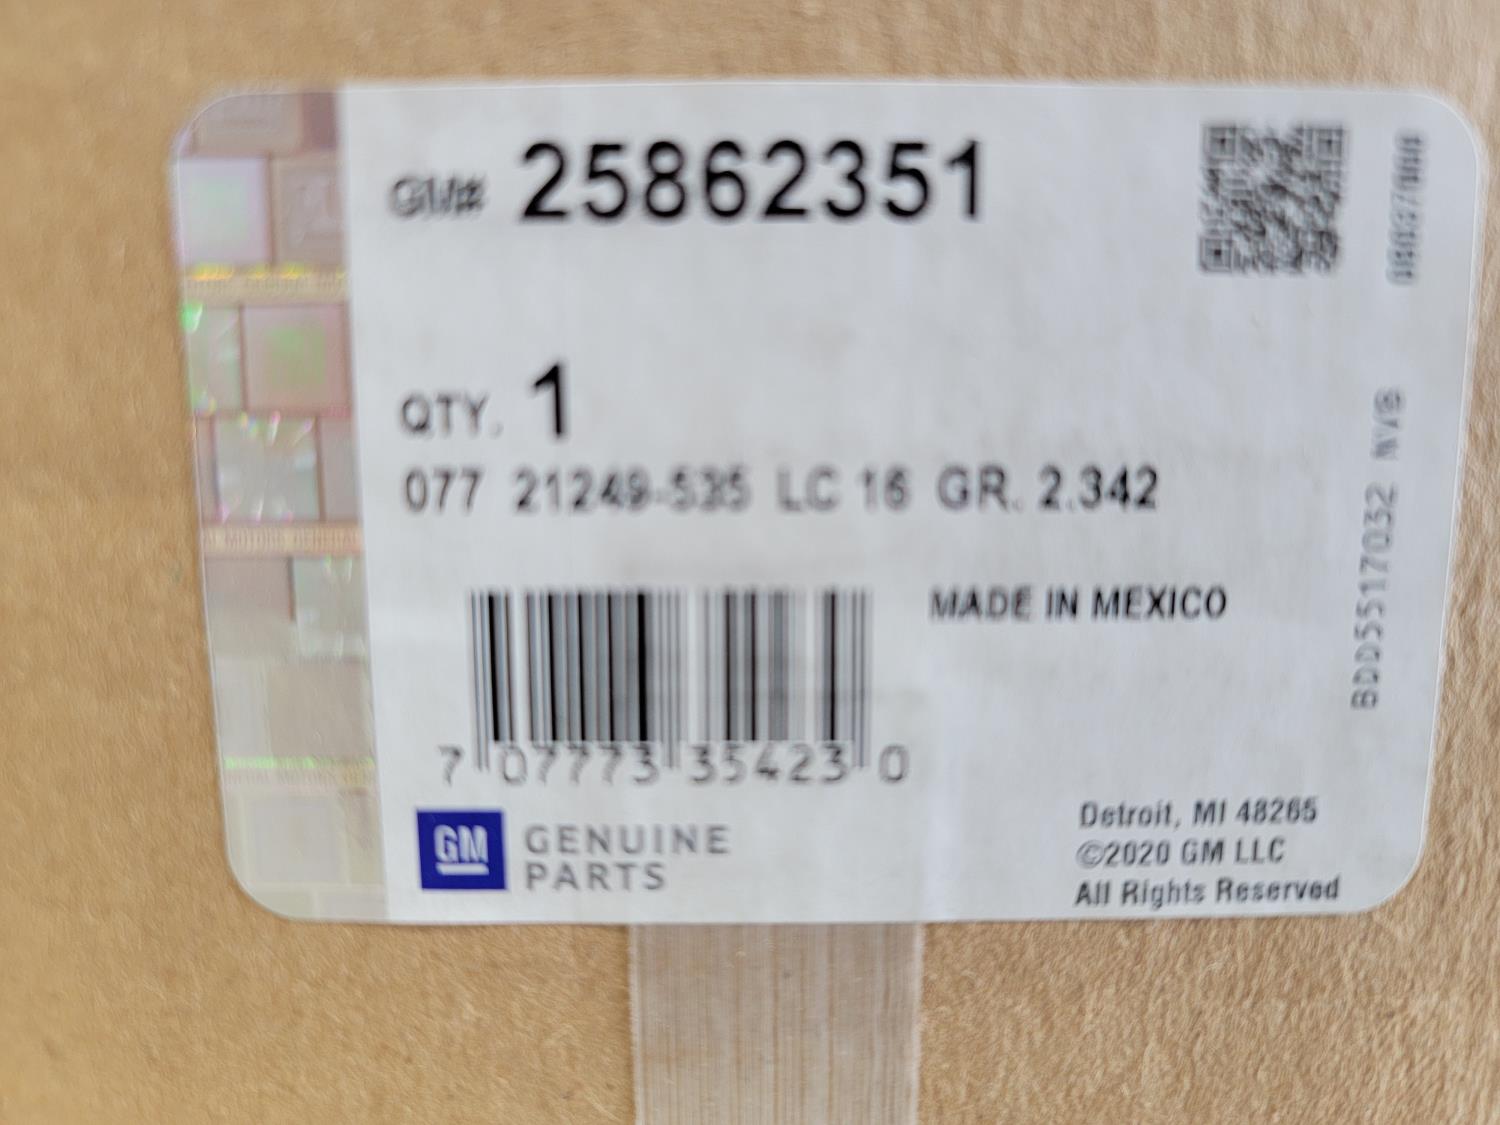 GM# 25862351
QTY. 1
077 21249-535 LC 16 GR. 2.342
MADE IN MEXICO
7 07773 35423 0
GM GENUINE
PARTS
Detroit, MI 48265
©2020 GM LLC
All Rights Reserved
BDD5517032